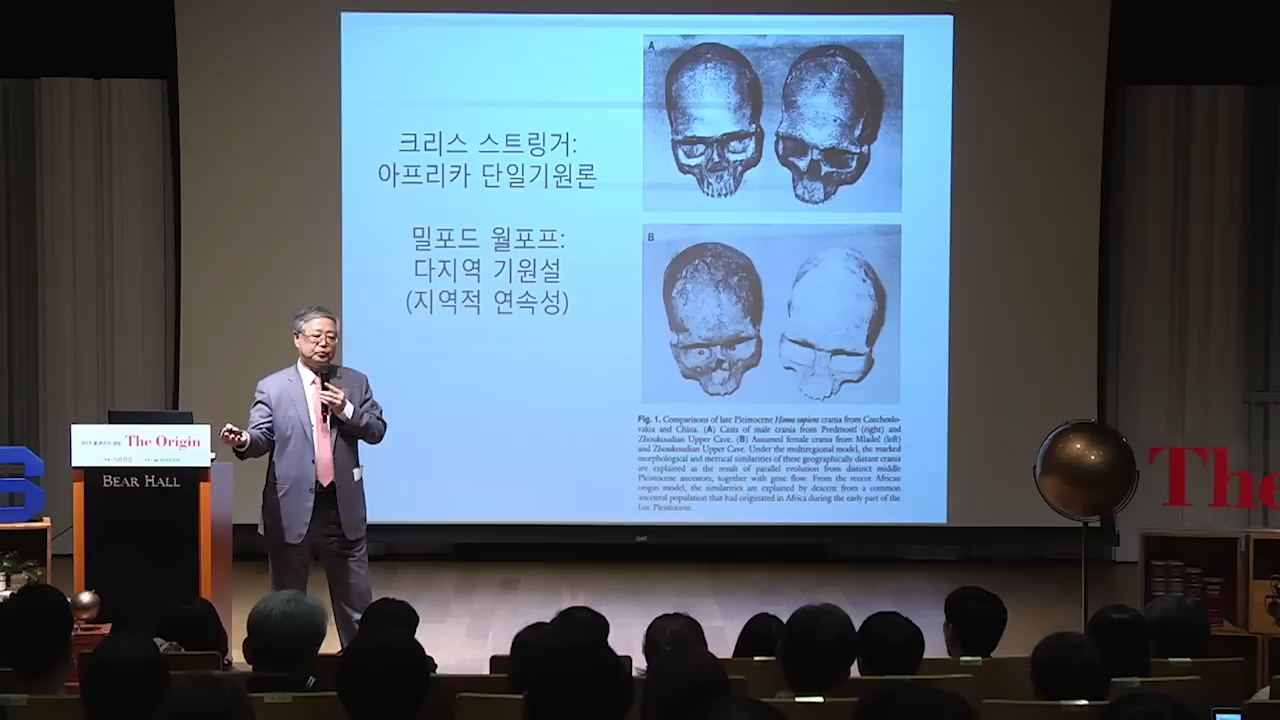 크리스 스트링거:
아프리카 단일기원론
밀포드 월포프:
다지역 기원설
(지역적 연속성)
A
B
Fig. 1. Comparisons of late Pleistocene Homo sapiens crania from Czechoslo-
vakia and China. (A) Casts of male crania from Predmostí (right) and
Zhoukoudian Upper Cave. (B) Assumed female crania from Mladeč (left)
and Zhoukoudian Upper Cave. Under the multiregional model, the marked
morphological and metrical similarities of these geographically distant crania
are explained as the result of parallel evolution from distinct middle
Pleistocene ancestors, together with gene flow. From the recent African
origin model, the similarities are explained by descent from a common
ancestral population that had originated in Africa during the early part of the
late Pleistocene.
The Origin
BEAR HALL
The